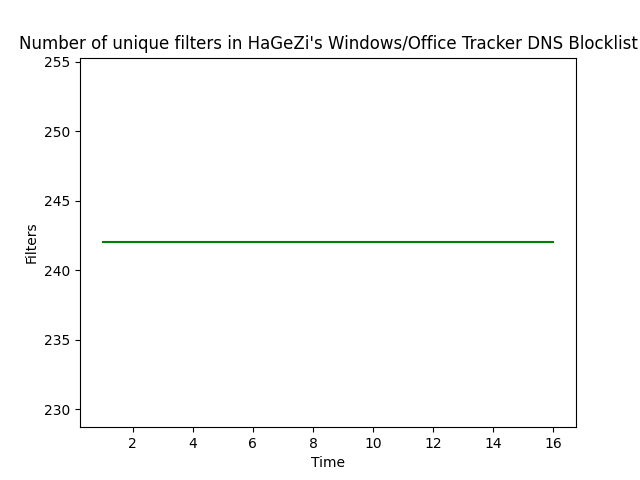 Number of unique filters in HaGeZi's Windows/Office Tracker DNS Blocklist
255
250
245
240
235
230
Filters
2 4 6 8 10 12 14 16
Time